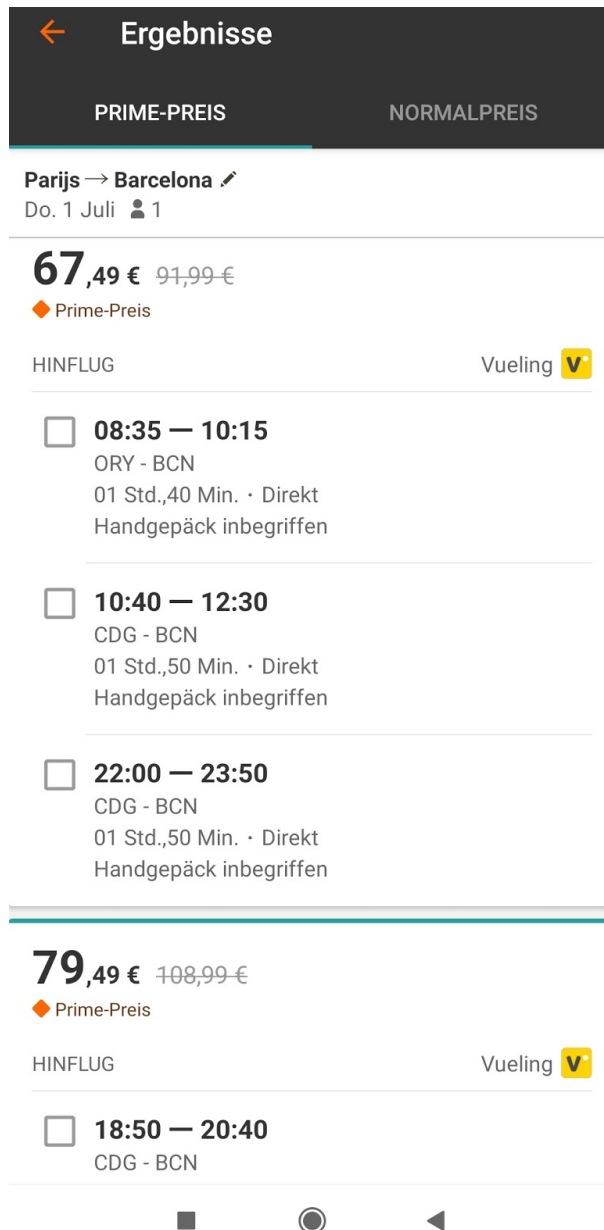 Ergebnisse
PRIME-PREIS NORMALPREIS
Parijs → Barcelona
Do. 1 Juli 1
67,49 € 91,99 €
Prime-Preis
HINFLUG Vueling V
08:35 — 10:15
ORY - BCN
01 Std.,40 Min. · Direkt
Handgepäck inbegriffen
10:40 — 12:30
CDG - BCN
01 Std.,50 Min. · Direkt
Handgepäck inbegriffen
22:00 — 23:50
CDG - BCN
01 Std.,50 Min. · Direkt
Handgepäck inbegriffen
79,49 € 108,99 €
Prime-Preis
HINFLUG Vueling V
18:50 — 20:40
CDG - BCN